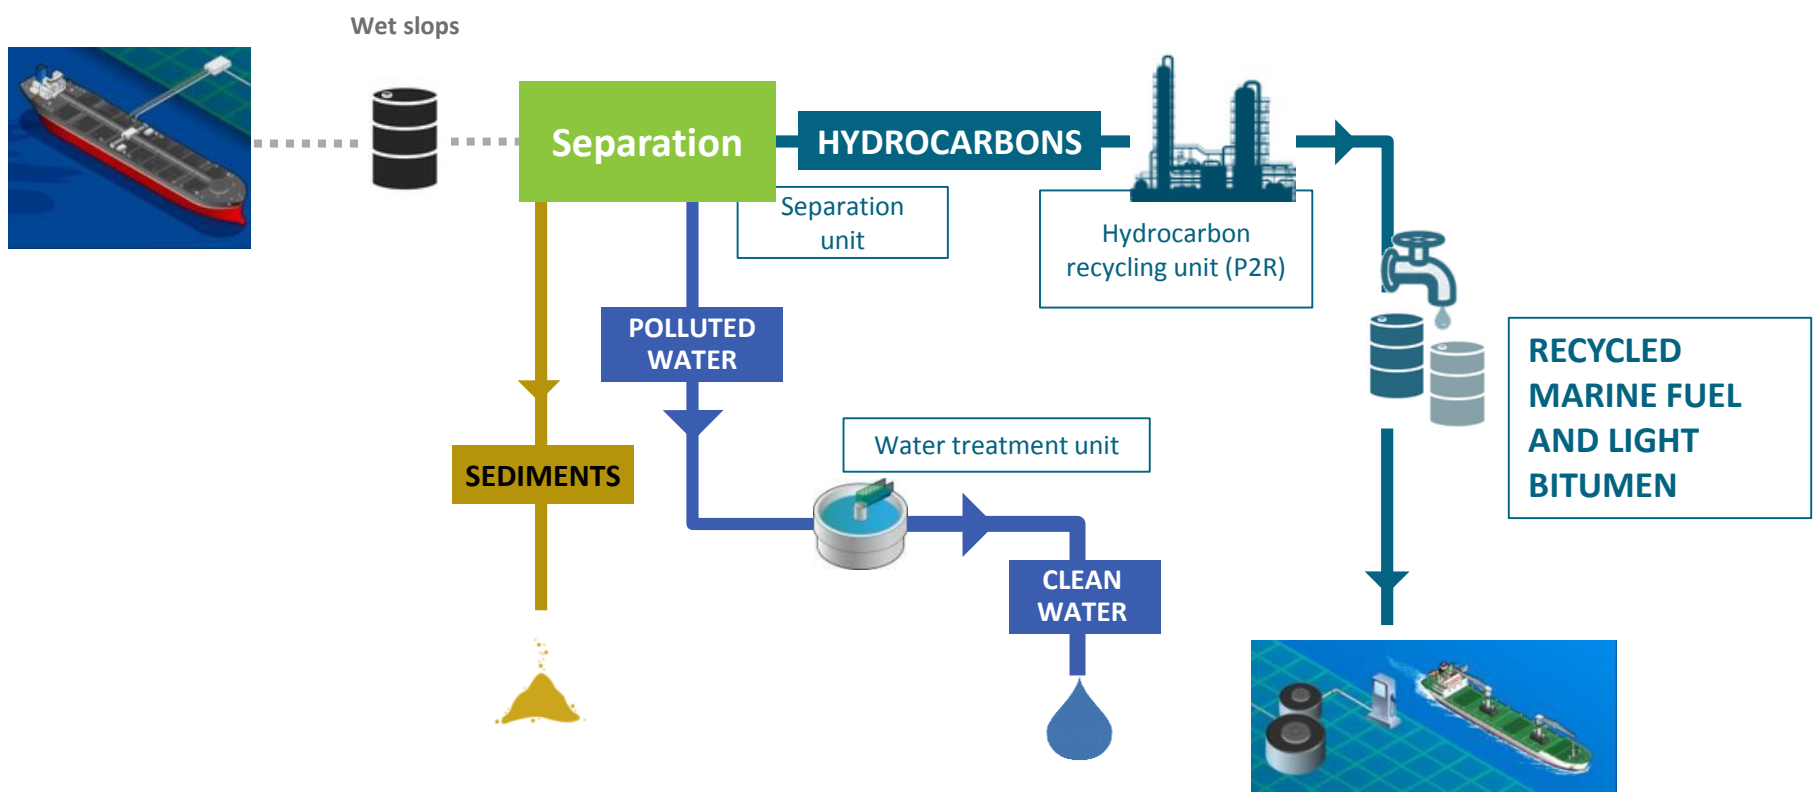 Wet slops
Separation
HYDROCARBONS
Separation
unit
Hydrocarbon
recycling unit (P2R)
POLLUTED
WATER
RECYCLED
MARINE FUEL
AND LIGHT
BITUMEN
Water treatment unit
SEDIMENTS
CLEAN
WATER